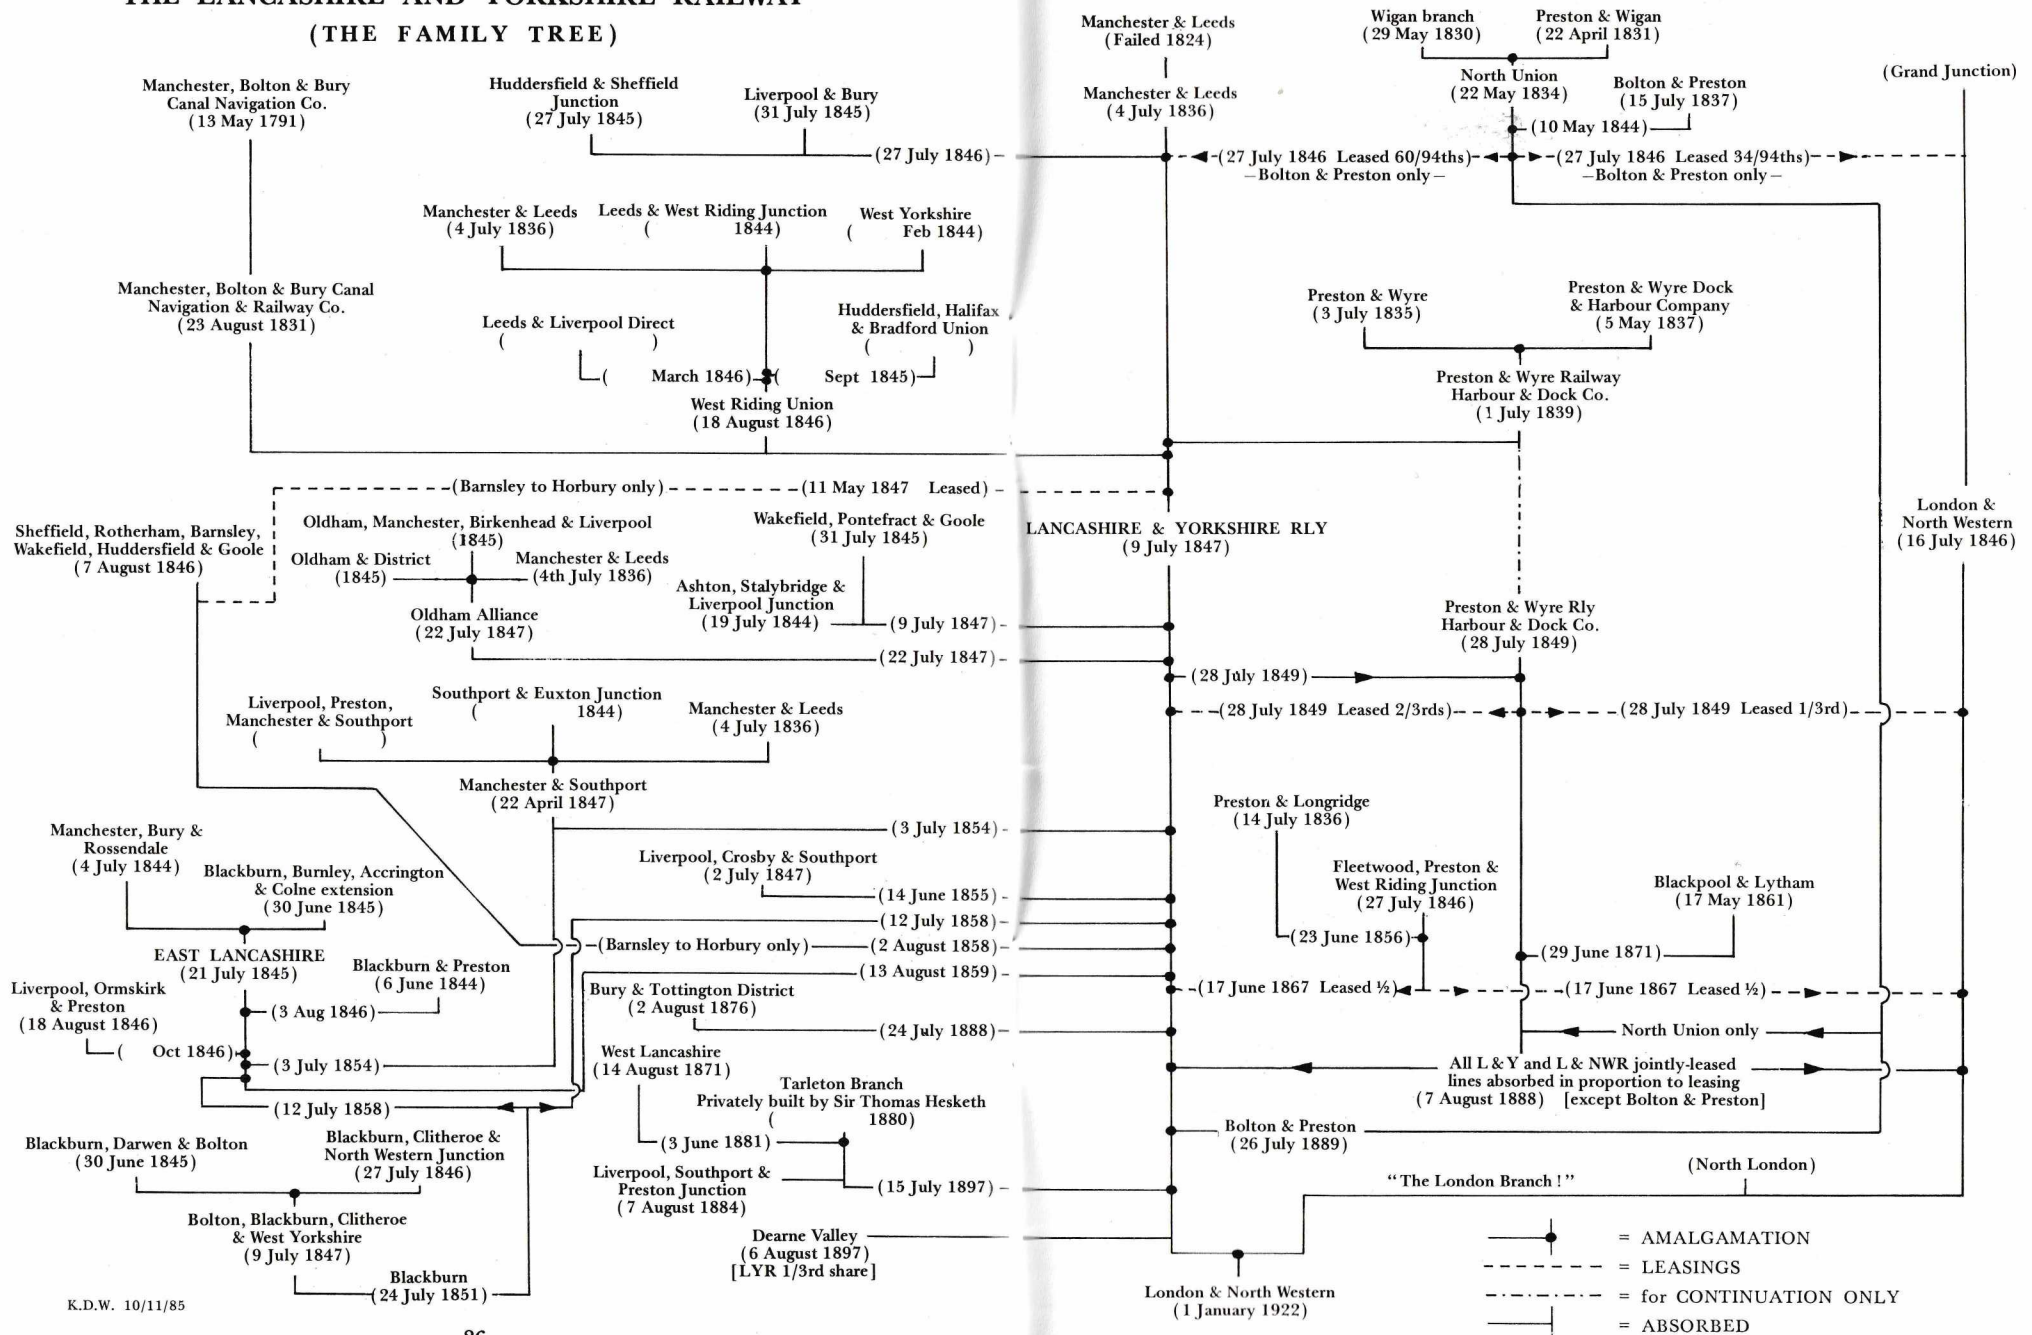 THE LANCASHIRE AND YORKSHIRE RAILWAY
(THE FAMILY TREE)
Manchester, Bolton & Bury
Canal Navigation Co.
(13 May 1791)
Huddersfield & Sheffield
Junction
(27 July 1845)
Liverpool & Bury
(31 July 1845)
(27 July 1846)
Manchester & Leeds
(4 July 1836)
Leeds & West Riding Junction
( 1844)
West Yorkshire
( Feb 1844)
Manchester, Bolton & Bury Canal
Navigation & Railway Co.
(23 August 1831)
Leeds & Liverpool Direct
( )
Huddersfield, Halifax
& Bradford Union
( )
( March 1846)
( Sept 1845)
West Riding Union
(18 August 1846)
(Barnsley to Horbury only)
(11 May 1847 Leased)
Sheffield, Rotherham, Barnsley,
Wakefield, Huddersfield & Goole
(7 August 1846)
Oldham, Manchester, Birkenhead & Liverpool
(1845)
Oldham & District
(1845)
Manchester & Leeds
(4th July 1836)
Wakefield, Pontefract & Goole
(31 July 1845)
Ashton, Stalybridge &
Liverpool Junction
(19 July 1844)
(9 July 1847)
Oldham Alliance
(22 July 1847)
(22 July 1847)
Liverpool, Preston,
Manchester & Southport
( )
Southport & Euxton Junction
( 1844)
Manchester & Leeds
(4 July 1836)
Manchester & Southport
(22 April 1847)
(3 July 1854)
Manchester, Bury &
Rossendale
(4 July 1844)
Blackburn, Burnley, Accrington
& Colne extension
(30 June 1845)
Liverpool, Crosby & Southport
(2 July 1847)
(14 June 1855)
(12 July 1858)
(Barnsley to Horbury only)
(2 August 1858)
(13 August 1859)
EAST LANCASHIRE
(21 July 1845)
Blackburn & Preston
(6 June 1844)
(3 Aug 1846)
Liverpool, Ormskirk
& Preston
(18 August 1846)
( Oct 1846)
(3 July 1854)
(12 July 1858)
Bury & Tottington District
(2 August 1876)
(24 July 1888)
West Lancashire
(14 August 1871)
Tarleton Branch
Privately built by Sir Thomas Hesketh
( 1880)
(3 June 1881)
Liverpool, Southport &
Preston Junction
(7 August 1884)
(15 July 1897)
Blackburn, Darwen & Bolton
(30 June 1845)
Blackburn, Clitheroe &
North Western Junction
(27 July 1846)
Bolton, Blackburn, Clitheroe
& West Yorkshire
(9 July 1847)
Blackburn
(24 July 1851)
Dearne Valley
(6 August 1897)
[LYR 1/3rd share]
K.D.W. 10/11/85
Manchester & Leeds
(Failed 1824)
Manchester & Leeds
(4 July 1836)
Wigan branch
(29 May 1830)
Preston & Wigan
(22 April 1831)
North Union
(22 May 1834)
Bolton & Preston
(15 July 1837)
(10 May 1844)
(Grand Junction)
(27 July 1846 Leased 60/94ths)
–Bolton & Preston only–
(27 July 1846 Leased 34/94ths)
–Bolton & Preston only–
Preston & Wyre
(3 July 1835)
Preston & Wyre Dock
& Harbour Company
(5 May 1837)
Preston & Wyre Railway
Harbour & Dock Co.
(1 July 1839)
LANCASHIRE & YORKSHIRE RLY
(9 July 1847)
London &
North Western
(16 July 1846)
Preston & Wyre Rly
Harbour & Dock Co.
(28 July 1849)
(28 July 1849)
(28 July 1849 Leased 2/3rds)
(28 July 1849 Leased 1/3rd)
Preston & Longridge
(14 July 1836)
Fleetwood, Preston &
West Riding Junction
(27 July 1846)
(23 June 1856)
Blackpool & Lytham
(17 May 1861)
(29 June 1871)
(17 June 1867 Leased ½)
(17 June 1867 Leased ½)
North Union only
All L & Y and L & NWR jointly-leased
lines absorbed in proportion to leasing
(7 August 1888) [except Bolton & Preston]
Bolton & Preston
(26 July 1889)
(North London)
"The London Branch!"
London & North Western
(1 January 1922)
= AMALGAMATION
= LEASINGS
= for CONTINUATION ONLY
= ABSORBED